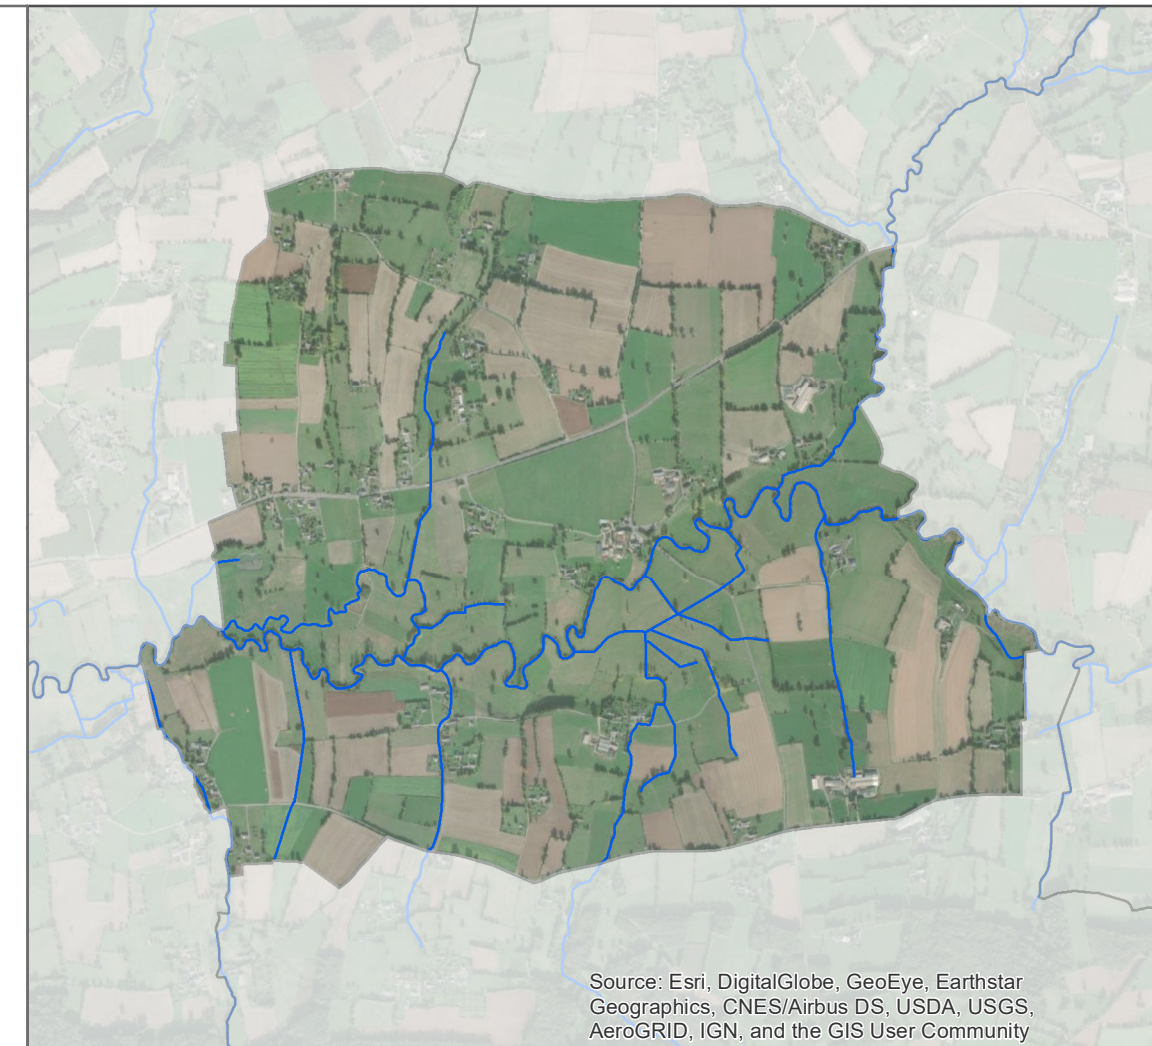 Source: Esri, DigitalGlobe, GeoEye, Earthstar
Geographics, CNES/Airbus DS, USDA, USGS,
AeroGRID, IGN, and the GIS User Community